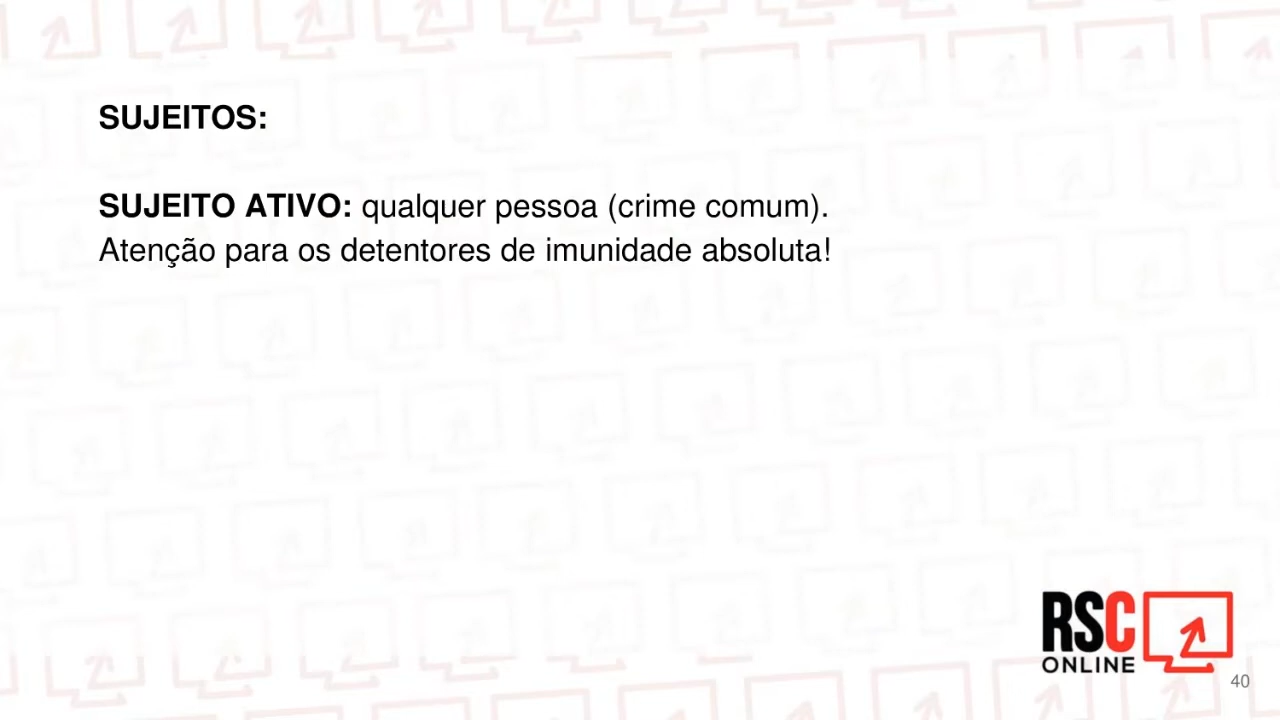 SUJEITOS:
SUJEITO ATIVO: qualquer pessoa (crime comum).
Atenção para os detentores de imunidade absoluta!
RSC
ONLINE
40